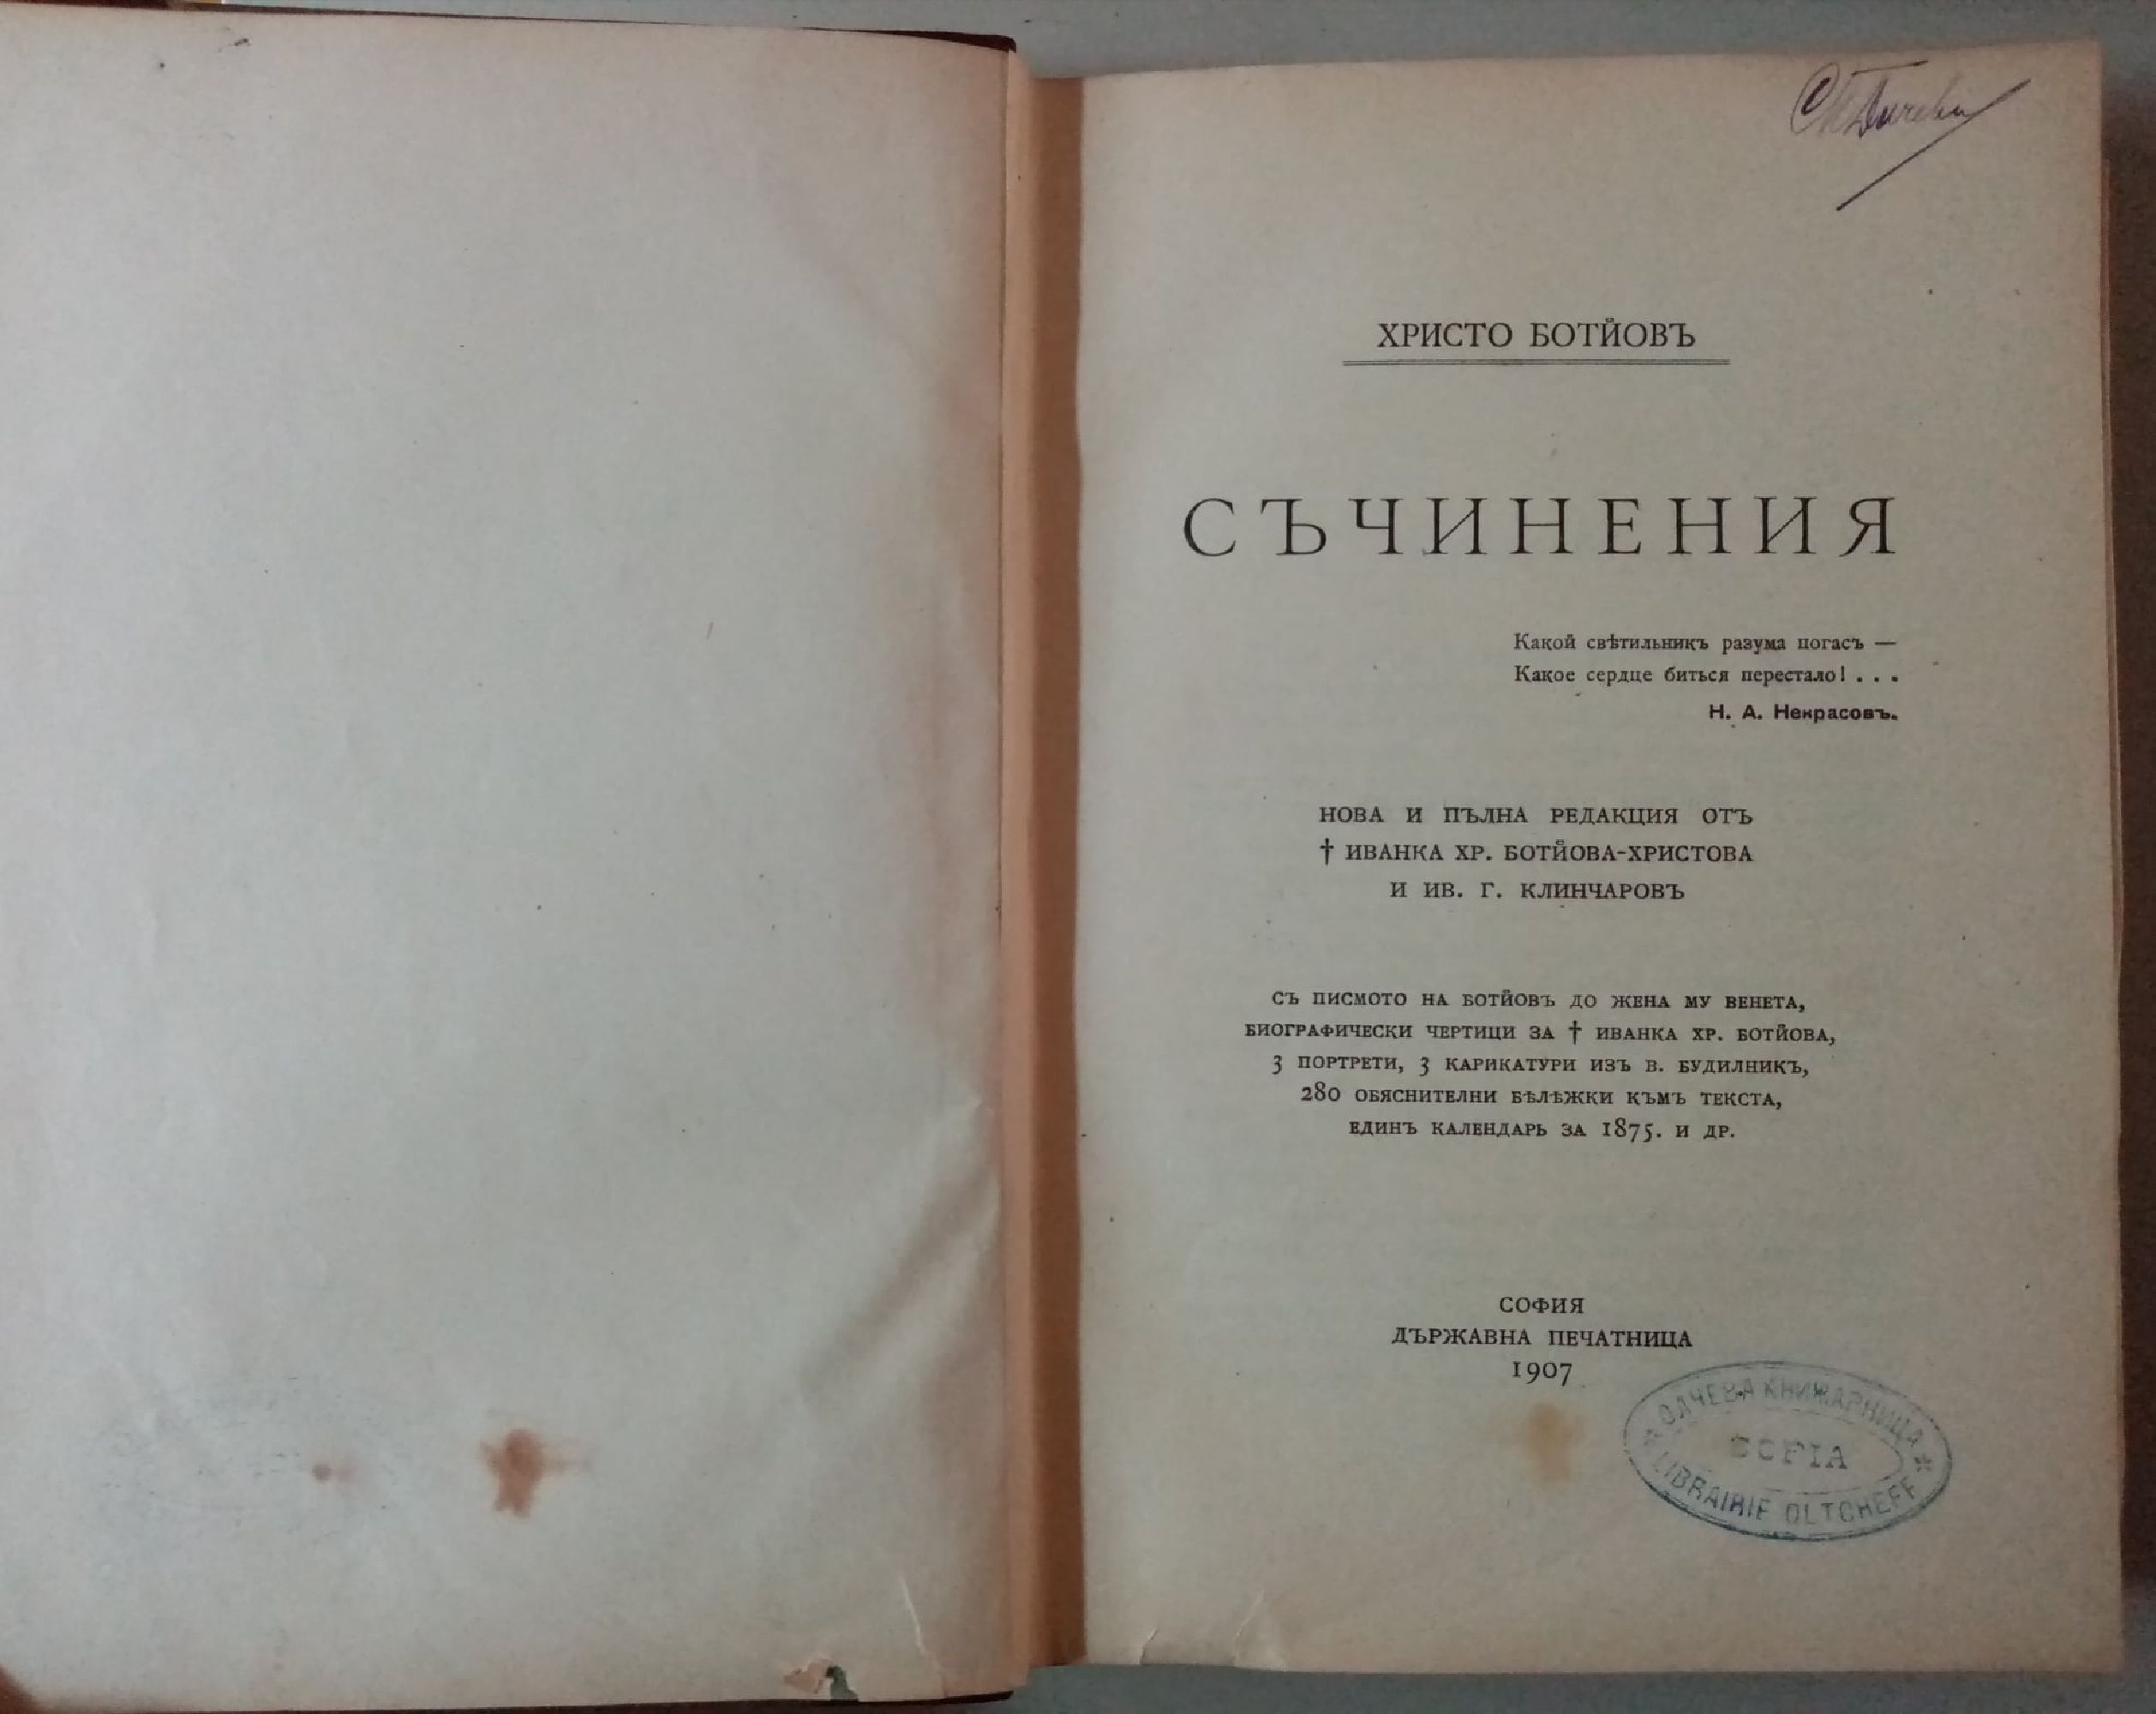 ХРИСТО БОТЙОВЪ
СЪЧИНЕНИЯ
Какой свѣтильникъ разума погасъ —
Какое сердце биться перестало! . . .
Н. А. Некрасовъ.
НОВА И ПЪЛНА РЕДАКЦИЯ ОТЪ
† ИВАНКА ХР. БОТЙОВА-ХРИСТОВА
И ИВ. Г. КЛИНЧАРОВЪ
СЪ ПИСМОТО НА БОТЙОВЪ ДО ЖЕНА МУ ВЕНЕТА,
БИОГРАФИЧЕСКИ ЧЕРТИЦИ ЗА † ИВАНКА ХР. БОТЙОВА,
3 ПОРТРЕТИ, 3 КАРИКАТУРИ ИЗЪ В. БУДИЛНИКЪ,
280 ОБЯСНИТЕЛНИ БѢЛѢЖКИ КЪМЪ ТЕКСТА,
ЕДИНЪ КАЛЕНДАРЬ ЗА 1875. И ДР.
СОФИЯ
ДЪРЖАВНА ПЕЧАТНИЦА
1907
* ОЛЧЕВА КНИЖАРНИЦА *
SOFIA
LIBRAIRIE OLTCHEFF